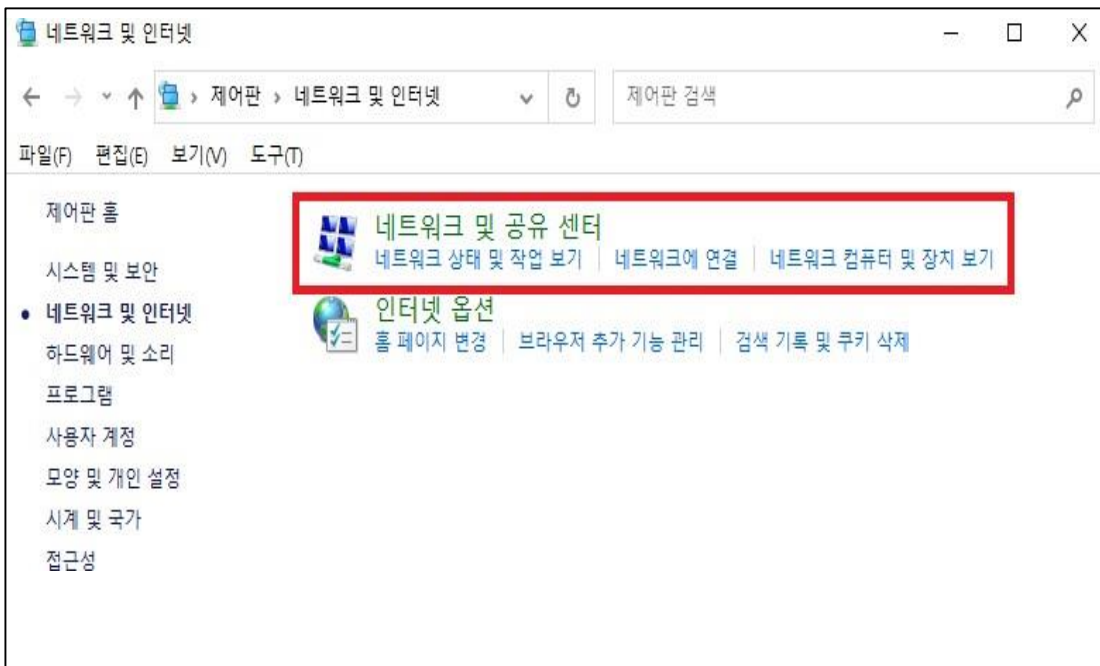 네트워크 및 인터넷
제어판 › 네트워크 및 인터넷
제어판 검색
파일(F) 편집(E) 보기(V) 도구(T)
제어판 홈
시스템 및 보안
네트워크 및 인터넷
하드웨어 및 소리
프로그램
사용자 계정
모양 및 개인 설정
시계 및 국가
접근성
네트워크 및 공유 센터
네트워크 상태 및 작업 보기 | 네트워크에 연결 | 네트워크 컴퓨터 및 장치 보기
인터넷 옵션
홈 페이지 변경 | 브라우저 추가 기능 관리 | 검색 기록 및 쿠키 삭제